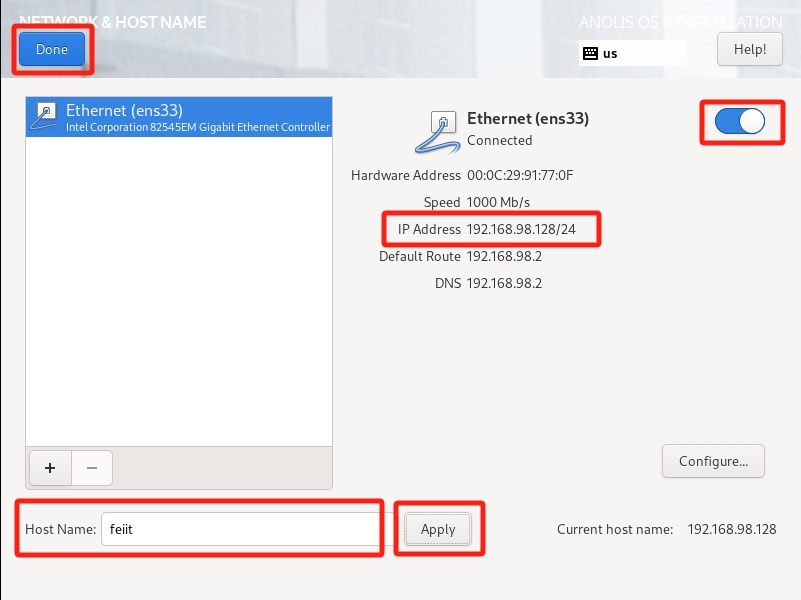 NETWORK & HOST NAME
ANOLIS OS 8 INSTALLATION
Done
us
Help!
Ethernet (ens33)
Intel Corporation 82545EM Gigabit Ethernet Controller
Ethernet (ens33)
Connected
Hardware Address 00:0C:29:91:77:0F
Speed 1000 Mb/s
IP Address 192.168.98.128/24
Default Route 192.168.98.2
DNS 192.168.98.2
+ −
Configure...
Host Name: feiit
Apply
Current host name: 192.168.98.128